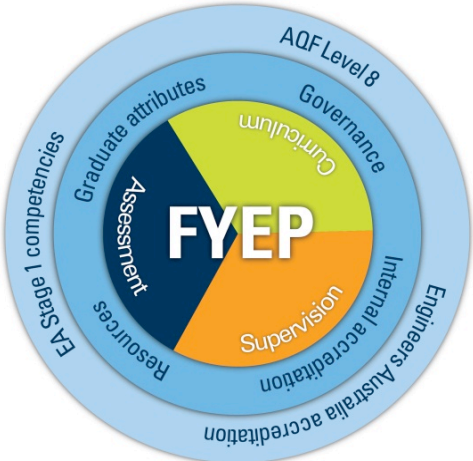 AQF Level 8
EA Stage 1 competencies
Engineers Australia accreditation
Graduate attributes
Governance
Resources
Internal accreditation
Curriculum
Assessment
Supervision
FYEP